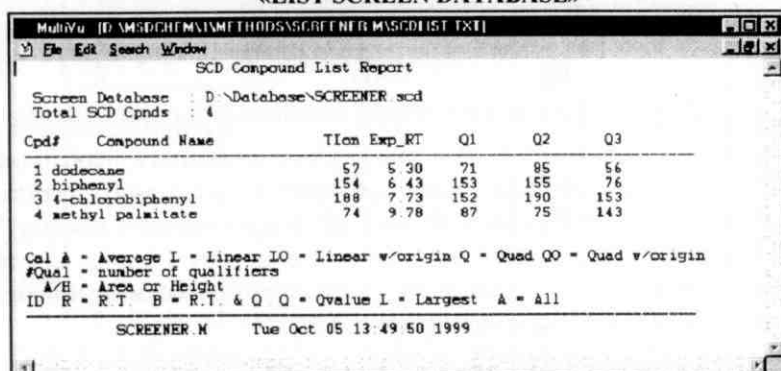 «LIST SCREEN DATABASE»
MultiVu [D:\MSDCHEM\1\METHODS\SCREENER.M\SCDLIST.TXT]
File Edit Search Window
SCD Compound List Report
Screen Database : D:\Database\SCREENER.scd
Total SCD Cpnds : 4
Cpd# Compound Name TIon Exp_RT Q1 Q2 Q3
1 dodecane 57 5.30 71 85 56
2 biphenyl 154 6.43 153 155 76
3 4-chlorobiphenyl 188 7.73 152 190 153
4 methyl palmitate 74 9.78 87 75 143
Cal A = Average L = Linear LO = Linear w/origin Q = Quad QO = Quad w/origin
#Qual = number of qualifiers
A/H = Area or Height
ID R = R.T. B = R.T. & Q Q = Qvalue L = Largest A = All
SCREENER.M Tue Oct 05 13:49:50 1999